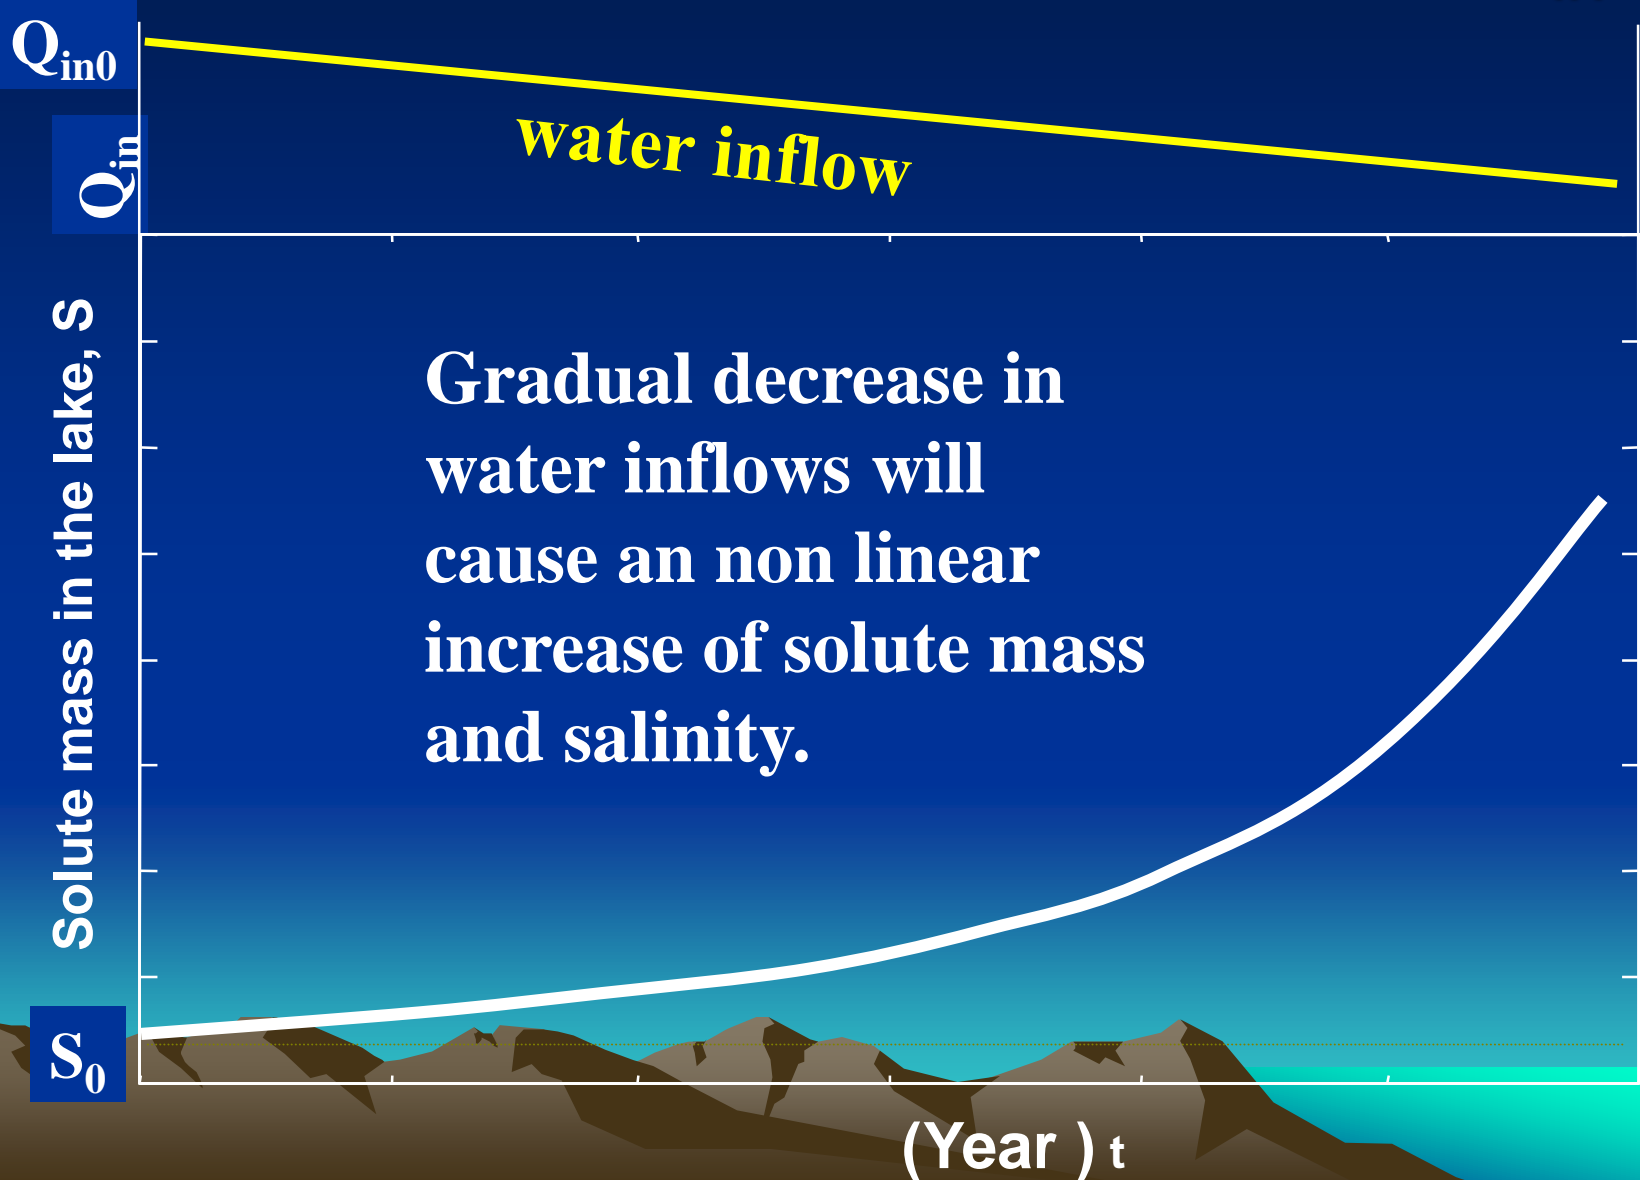 Qin0
Qin
water inflow
Solute mass in the lake, S
Gradual decrease in
water inflows will
cause an non linear
increase of solute mass
and salinity.
S0
(Year ) t